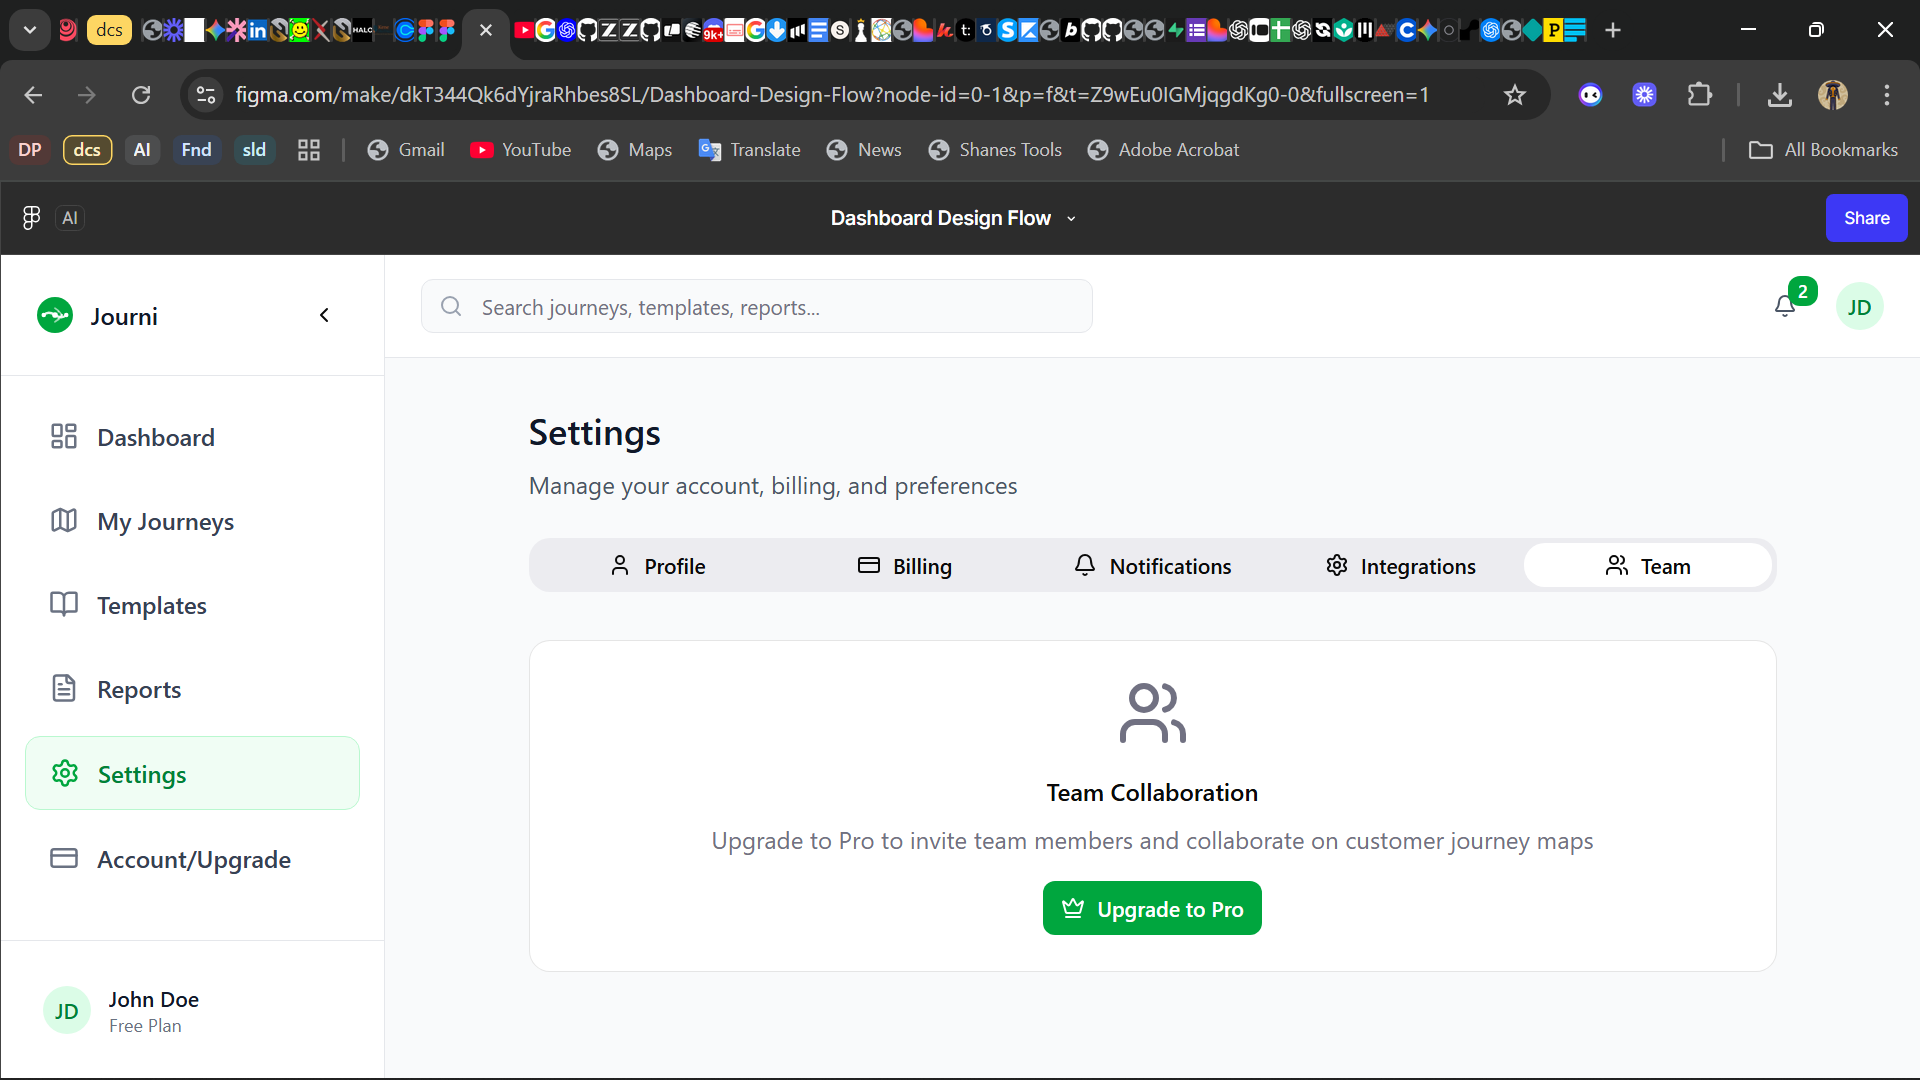 dcs
HALO
9k+
figma.com/make/dkT344Qk6dYjraRhbes8SL/Dashboard-Design-Flow?node-id=0-1&p=f&t=Z9wEu0IGMjqgdKg0-0&fullscreen=1
DP
dcs
AI
Fnd
sld
Gmail
YouTube
Maps
Translate
News
Shanes Tools
Adobe Acrobat
All Bookmarks
AI
Dashboard Design Flow
Share
Journi
Search journeys, templates, reports...
2
JD
Dashboard
My Journeys
Templates
Reports
Settings
Account/Upgrade
JD
John Doe
Free Plan
Settings
Manage your account, billing, and preferences
Profile
Billing
Notifications
Integrations
Team
Team Collaboration
Upgrade to Pro to invite team members and collaborate on customer journey maps
Upgrade to Pro